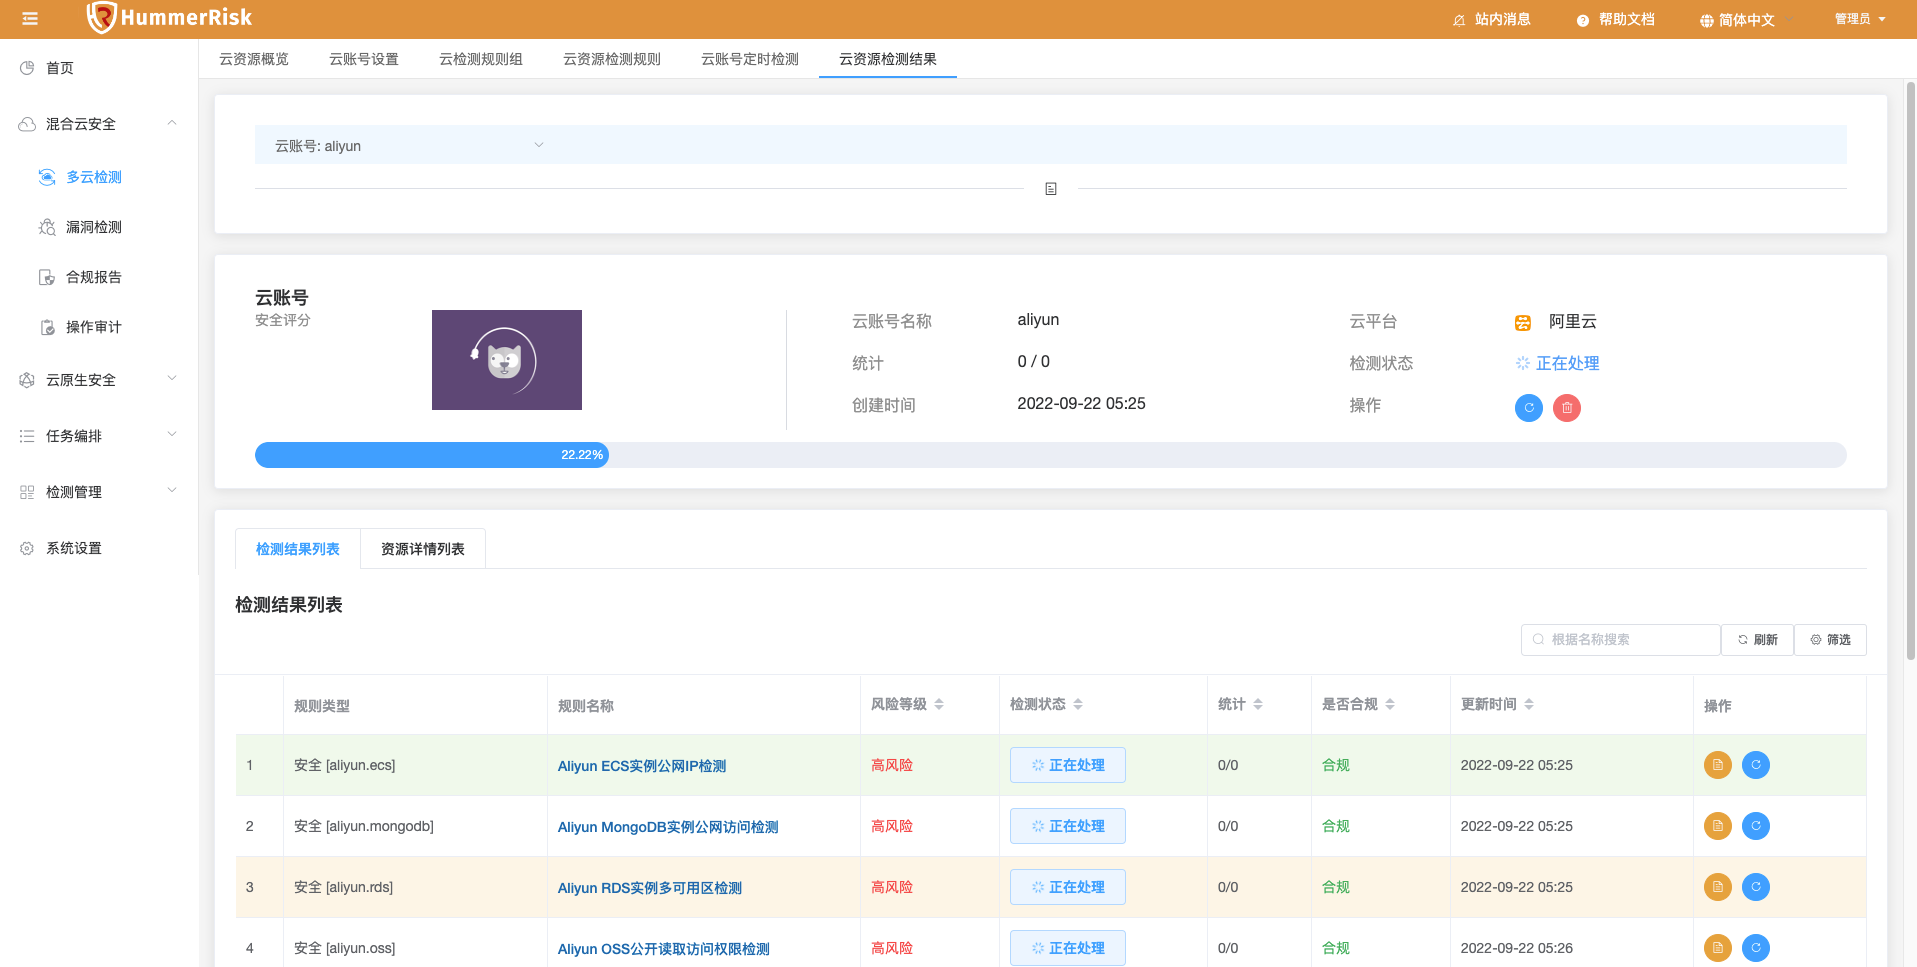 HummerRisk
站内消息
帮助文档
简体中文
管理员
首页
混合云安全
多云检测
漏洞检测
合规报告
操作审计
云原生安全
任务编排
检测管理
系统设置
云资源概览
云账号设置
云检测规则组
云资源检测规则
云账号定时检测
云资源检测结果
云账号: aliyun
云账号
安全评分
云账号名称 aliyun 云平台 阿里云
统计 0 / 0 检测状态 正在处理
创建时间 2022-09-22 05:25 操作
22.22%
检测结果列表 资源详情列表
检测结果列表
根据名称搜索 刷新 筛选
规则类型 规则名称 风险等级 检测状态 统计 是否合规 更新时间 操作
1 安全 [aliyun.ecs] Aliyun ECS实例公网IP检测 高风险 正在处理 0/0 合规 2022-09-22 05:25
2 安全 [aliyun.mongodb] Aliyun MongoDB实例公网访问检测 高风险 正在处理 0/0 合规 2022-09-22 05:25
3 安全 [aliyun.rds] Aliyun RDS实例多可用区检测 高风险 正在处理 0/0 合规 2022-09-22 05:25
4 安全 [aliyun.oss] Aliyun OSS公开读取访问权限检测 高风险 正在处理 0/0 合规 2022-09-22 05:26